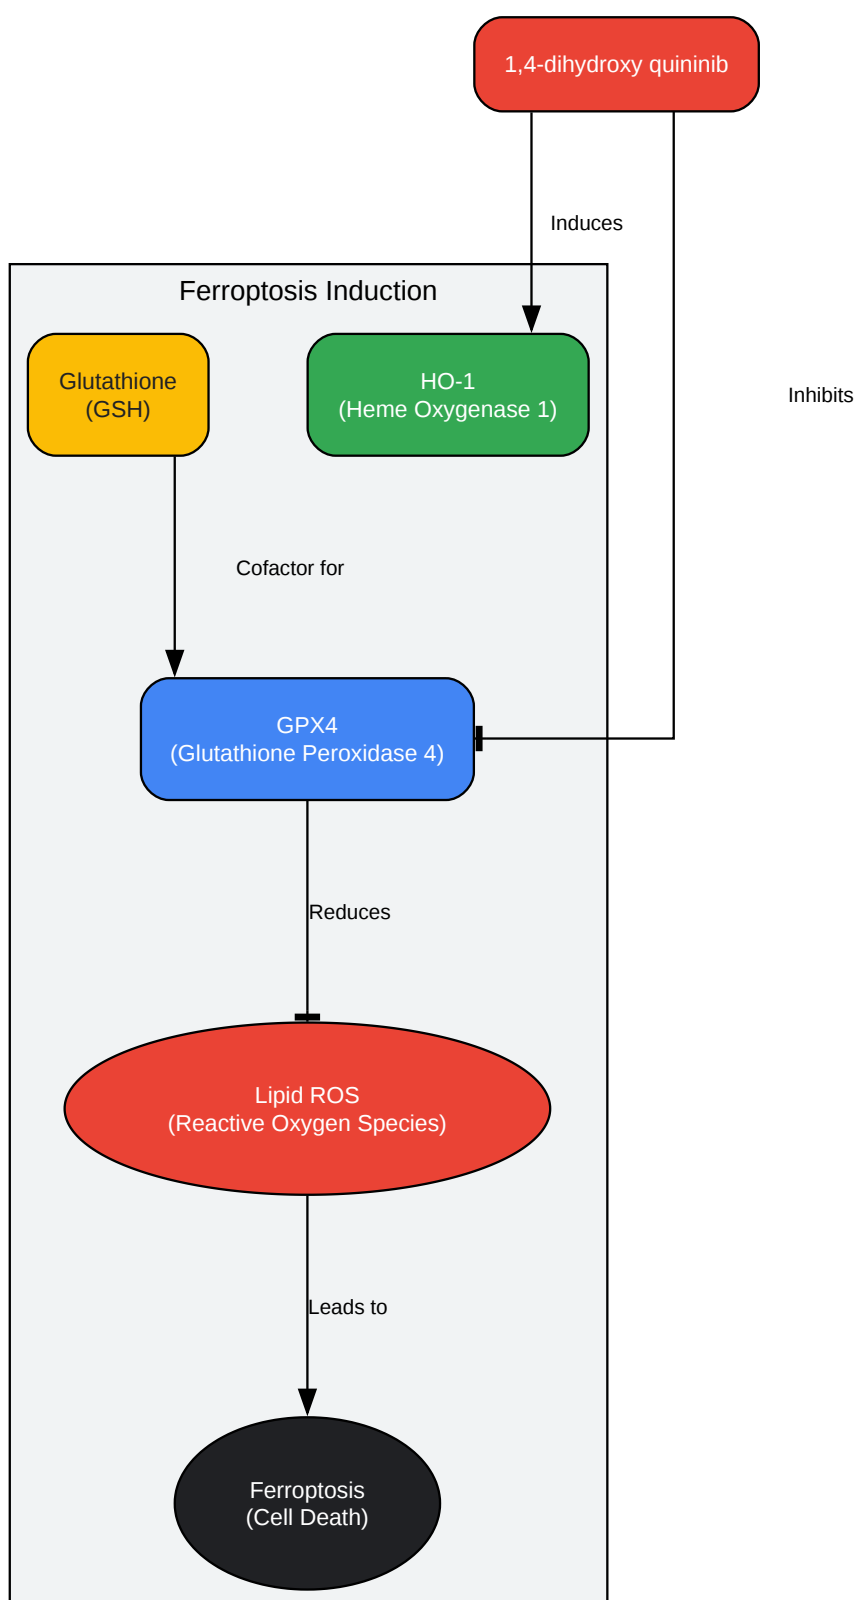 1,4-dihydroxy quininib
Induces
Ferroptosis Induction
Glutathione
(GSH)
HO-1
(Heme Oxygenase 1)
Inhibits
Cofactor for
GPX4
(Glutathione Peroxidase 4)
Reduces
Lipid ROS
(Reactive Oxygen Species)
Leads to
Ferroptosis
(Cell Death)